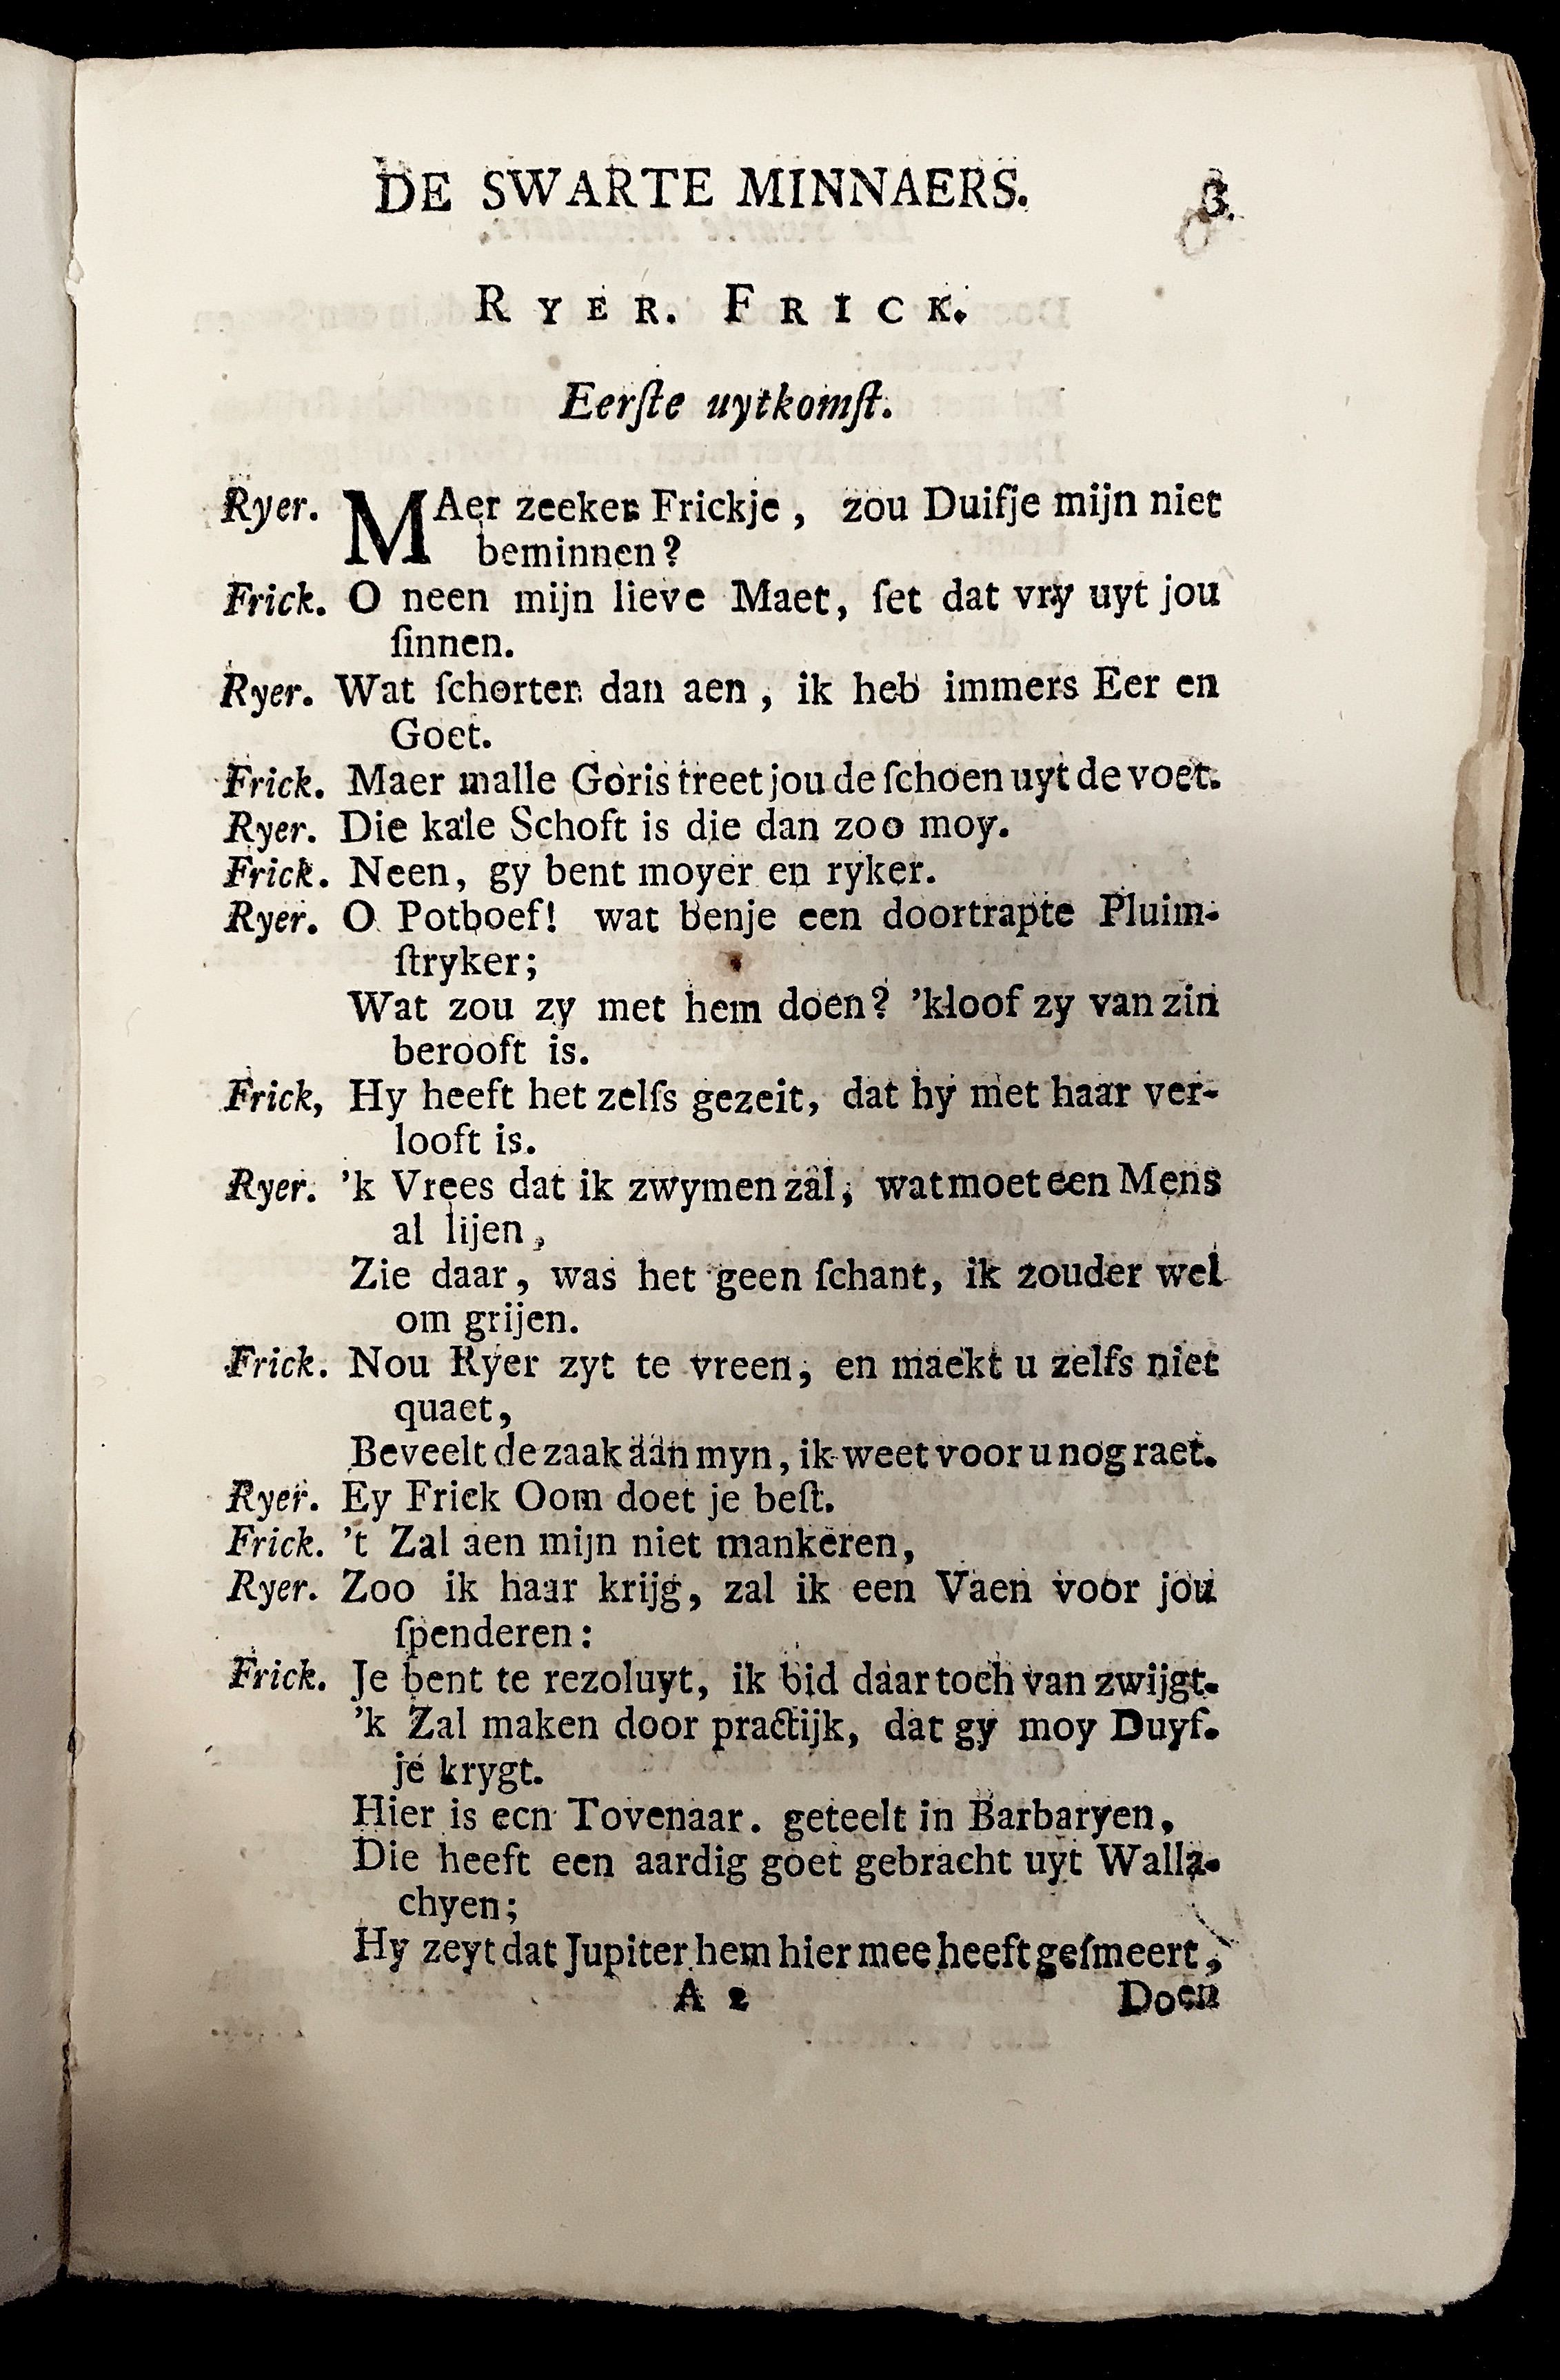 DE SWARTE MINNAERS. 3.
RYER. FRICK.
Eerſte uytkomſt.
Ryer. MAer zeeker Frickje, zou Duifje mijn niet
beminnen?
Frick. O neen mijn lieve Maet, ſet dat vry uyt jou
ſinnen.
Ryer. Wat ſchorter dan aen, ik heb immers Eer en
Goet.
Frick. Maer malle Goris treet jou de ſchoen uyt de voet.
Ryer. Die kale Schoft is die dan zoo moy.
Frick. Neen, gy bent moyer en ryker.
Ryer. O Potboef! wat benje een doortrapte Pluim-
ſtryker;
Wat zou zy met hem doen? 'kloof zy van zin
berooft is.
Frick, Hy heeft het zelfs gezeit, dat hy met haar ver-
looft is.
Ryer. 'k Vrees dat ik zwymen zal, wat moet een Mens
al lijen,
Zie daar, was het geen ſchant, ik zouder wel
om grijen.
Frick. Nou Ryer zyt te vreen, en maekt u zelfs niet
quaet,
Beveelt de zaak aan myn, ik weet voor u nog raet.
Ryer. Ey Frick Oom doet je beſt.
Frick. 't Zal aen mijn niet mankeren,
Ryer. Zoo ik haar krijg, zal ik een Vaen voor jou
ſpenderen:
Frick. Je bent te rezoluyt, ik bid daar toch van zwijgt.
'k Zal maken door practijk, dat gy moy Duyf-
je krygt.
Hier is een Tovenaar. geteelt in Barbaryen,
Die heeft een aardig goet gebracht uyt Walla-
chyen;
Hy zeyt dat Jupiter hem hier mee heeft geſmeert,
A 2 Doen